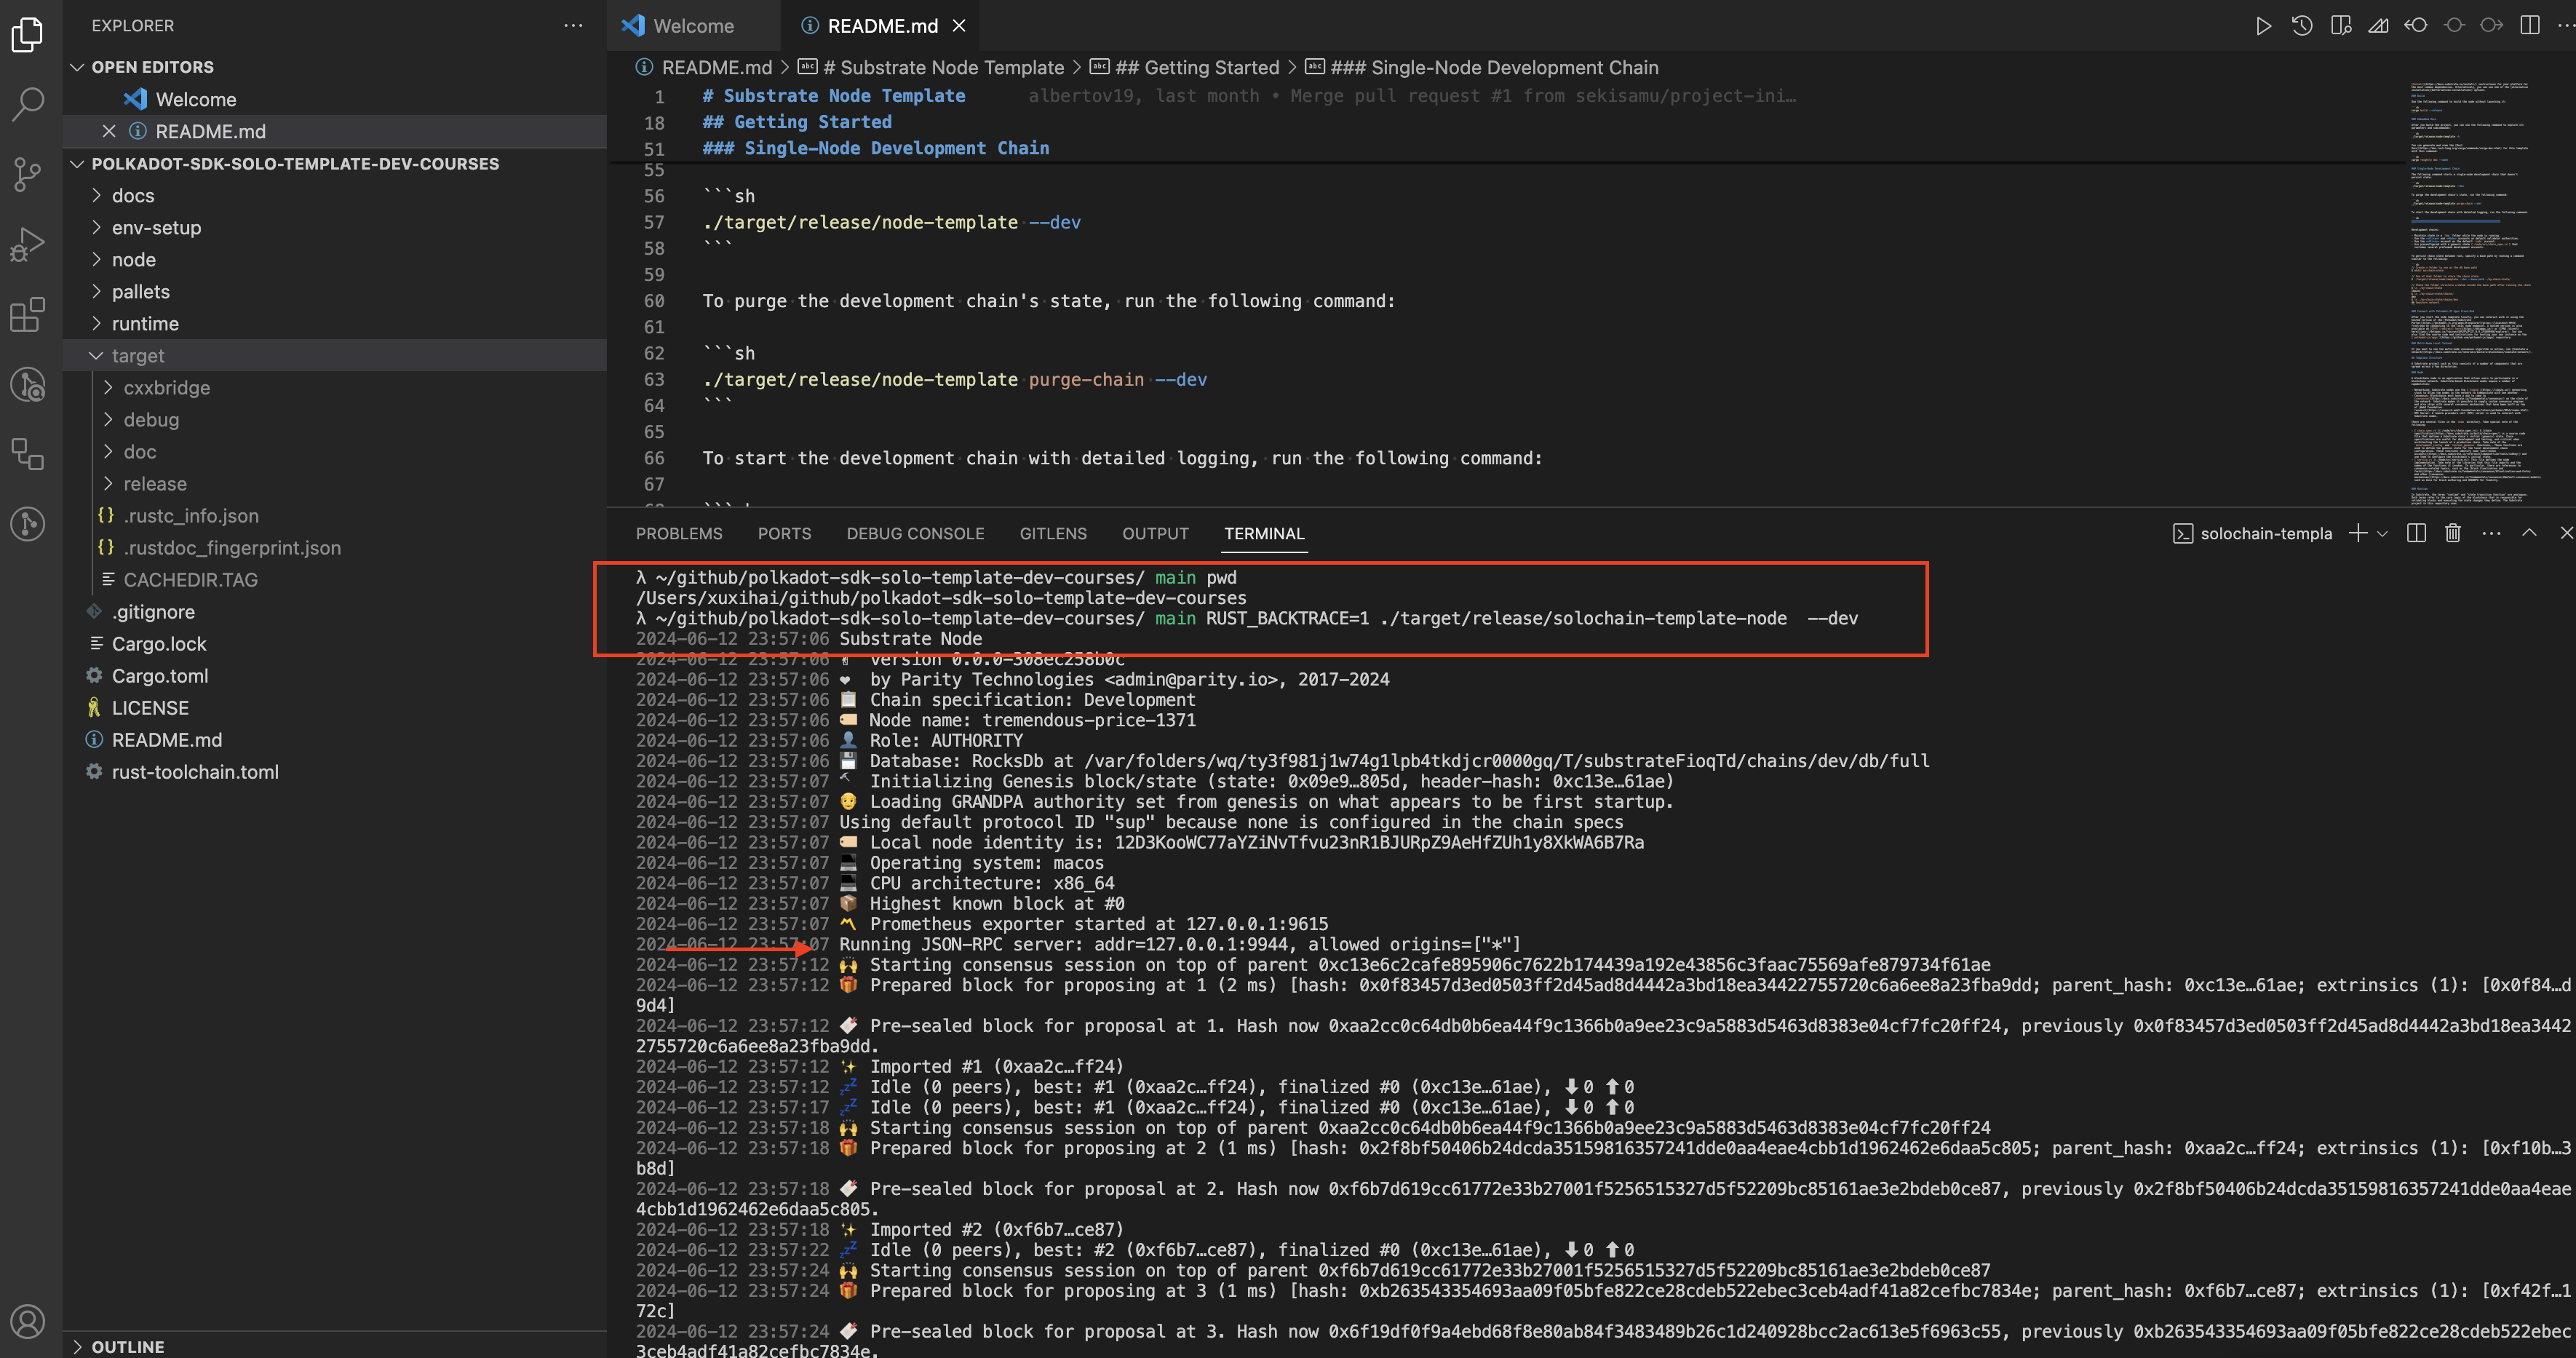 EXPLORER
OPEN EDITORS
Welcome
README.md
POLKADOT-SDK-SOLO-TEMPLATE-DEV-COURSES
docs
env-setup
node
pallets
runtime
target
cxxbridge
debug
doc
release
.rustc_info.json
.rustdoc_fingerprint.json
CACHEDIR.TAG
.gitignore
Cargo.lock
Cargo.toml
LICENSE
README.md
rust-toolchain.toml
OUTLINE
Welcome
README.md
README.md > # Substrate Node Template > ## Getting Started > ### Single-Node Development Chain
1 # Substrate Node Template albertov19, last month • Merge pull request #1 from sekisamu/project-ini…
18 ## Getting Started
51 ### Single-Node Development Chain
55
56 ```sh
57 ./target/release/node-template --dev
58 ```
59
60 To purge the development chain's state, run the following command:
61
62 ```sh
63 ./target/release/node-template purge-chain --dev
64 ```
65
66 To start the development chain with detailed logging, run the following command:
67
PROBLEMS PORTS DEBUG CONSOLE GITLENS OUTPUT TERMINAL
solochain-templa
λ ~/github/polkadot-sdk-solo-template-dev-courses/ main pwd
/Users/xuxihai/github/polkadot-sdk-solo-template-dev-courses
λ ~/github/polkadot-sdk-solo-template-dev-courses/ main RUST_BACKTRACE=1 ./target/release/solochain-template-node --dev
2024-06-12 23:57:06 Substrate Node
2024-06-12 23:57:06 ✌️ version 0.0.0-308ec258b0c
2024-06-12 23:57:06 ❤️ by Parity Technologies <admin@parity.io>, 2017-2024
2024-06-12 23:57:06 📋 Chain specification: Development
2024-06-12 23:57:06 🏷 Node name: tremendous-price-1371
2024-06-12 23:57:06 👤 Role: AUTHORITY
2024-06-12 23:57:06 💾 Database: RocksDb at /var/folders/wq/ty3f981j1w74g1lpb4tkdjcr0000gq/T/substrateFioqTd/chains/dev/db/full
2024-06-12 23:57:07 🔨 Initializing Genesis block/state (state: 0x09e9…805d, header-hash: 0xc13e…61ae)
2024-06-12 23:57:07 👴 Loading GRANDPA authority set from genesis on what appears to be first startup.
2024-06-12 23:57:07 Using default protocol ID "sup" because none is configured in the chain specs
2024-06-12 23:57:07 🏷 Local node identity is: 12D3KooWC77aYZiNvTfvu23nR1BJURpZ9AeHfZUh1y8XkWA6B7Ra
2024-06-12 23:57:07 💻 Operating system: macos
2024-06-12 23:57:07 💻 CPU architecture: x86_64
2024-06-12 23:57:07 📦 Highest known block at #0
2024-06-12 23:57:07 〽️ Prometheus exporter started at 127.0.0.1:9615
2024-06-12 23:57:07 Running JSON-RPC server: addr=127.0.0.1:9944, allowed origins=["*"]
2024-06-12 23:57:12 🙌 Starting consensus session on top of parent 0xc13e6c2cafe895906c7622b174439a192e43856c3faac75569afe879734f61ae
2024-06-12 23:57:12 🎁 Prepared block for proposing at 1 (2 ms) [hash: 0x0f83457d3ed0503ff2d45ad8d4442a3bd18ea34422755720c6a6ee8a23fba9dd; parent_hash: 0xc13e…61ae; extrinsics (1): [0x0f84…d
9d4]
2024-06-12 23:57:12 🔖 Pre-sealed block for proposal at 1. Hash now 0xaa2cc0c64db0b6ea44f9c1366b0a9ee23c9a5883d5463d8383e04cf7fc20ff24, previously 0x0f83457d3ed0503ff2d45ad8d4442a3bd18ea3442
2755720c6a6ee8a23fba9dd.
2024-06-12 23:57:12 ✨ Imported #1 (0xaa2c…ff24)
2024-06-12 23:57:12 💤 Idle (0 peers), best: #1 (0xaa2c…ff24), finalized #0 (0xc13e…61ae), ⬇ 0 ⬆ 0
2024-06-12 23:57:17 💤 Idle (0 peers), best: #1 (0xaa2c…ff24), finalized #0 (0xc13e…61ae), ⬇ 0 ⬆ 0
2024-06-12 23:57:18 🙌 Starting consensus session on top of parent 0xaa2cc0c64db0b6ea44f9c1366b0a9ee23c9a5883d5463d8383e04cf7fc20ff24
2024-06-12 23:57:18 🎁 Prepared block for proposing at 2 (1 ms) [hash: 0x2f8bf50406b24dcda35159816357241dde0aa4eae4cbb1d1962462e6daa5c805; parent_hash: 0xaa2c…ff24; extrinsics (1): [0xf10b…3
b8d]
2024-06-12 23:57:18 🔖 Pre-sealed block for proposal at 2. Hash now 0xf6b7d619cc61772e33b27001f5256515327d5f52209bc85161ae3e2bdeb0ce87, previously 0x2f8bf50406b24dcda35159816357241dde0aa4eae
4cbb1d1962462e6daa5c805.
2024-06-12 23:57:18 ✨ Imported #2 (0xf6b7…ce87)
2024-06-12 23:57:22 💤 Idle (0 peers), best: #2 (0xf6b7…ce87), finalized #0 (0xc13e…61ae), ⬇ 0 ⬆ 0
2024-06-12 23:57:24 🙌 Starting consensus session on top of parent 0xf6b7d619cc61772e33b27001f5256515327d5f52209bc85161ae3e2bdeb0ce87
2024-06-12 23:57:24 🎁 Prepared block for proposing at 3 (1 ms) [hash: 0xb263543354693aa09f05bfe822ce28cdeb522ebec3ceb4adf41a82cefbc7834e; parent_hash: 0xf6b7…ce87; extrinsics (1): [0xf42f…1
72c]
2024-06-12 23:57:24 🔖 Pre-sealed block for proposal at 3. Hash now 0x6f19df0f9a4ebd68f8e80ab84f3483489b26c1d240928bcc2ac613e5f6963c55, previously 0xb263543354693aa09f05bfe822ce28cdeb522ebec
3ceb4adf41a82cefbc7834e.